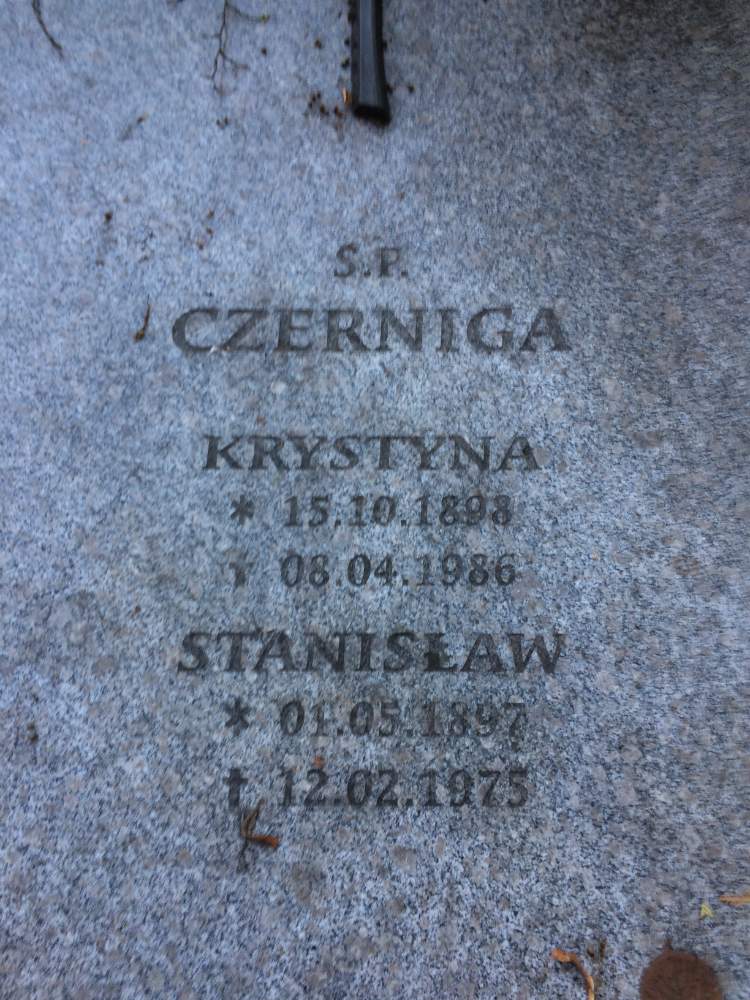 Ś.P.
CZERNIGA
KRYSTYNA
* 15.10.1898
† 08.04.1986
STANISŁAW
* 01.05.1897
† 12.02.1975